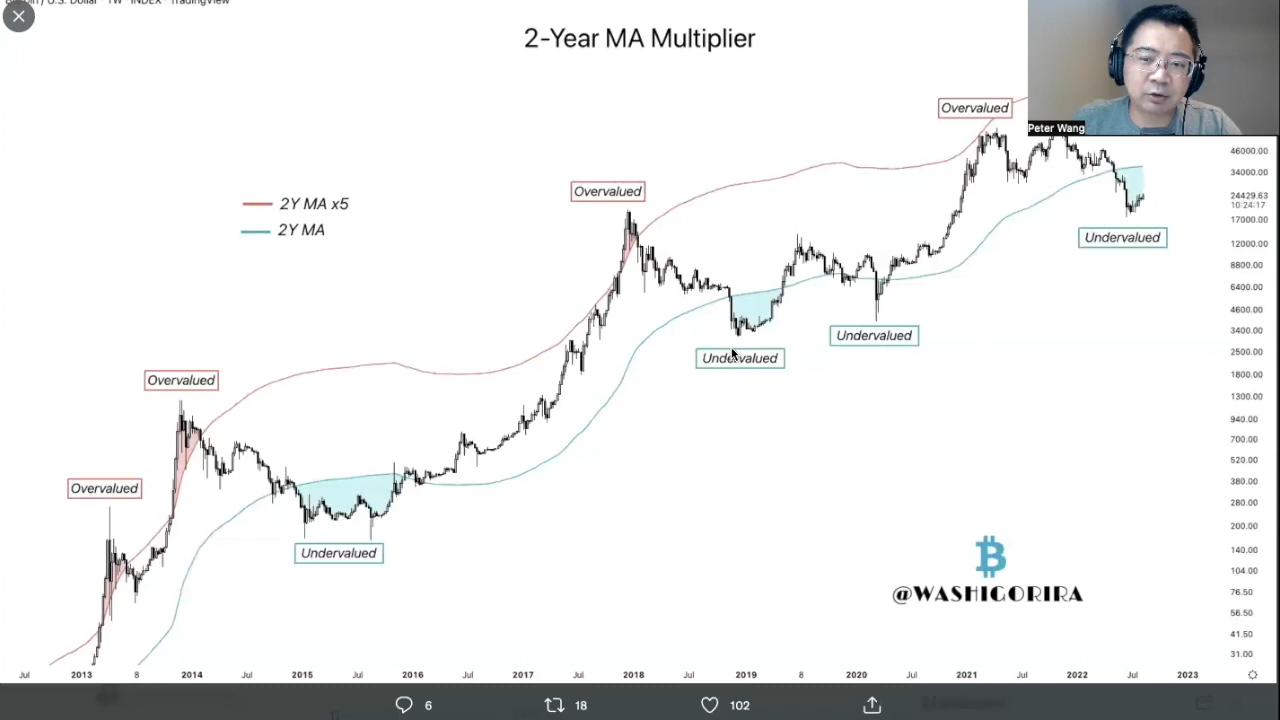 Bitcoin / U.S. Dollar · 1W · INDEX · TradingView
2-Year MA Multiplier
Peter Wang
Overvalued
Overvalued
Overvalued
Overvalued
2Y MA x5
2Y MA
Undervalued
Undervalued
Undervalued
Undervalued
@WASHIGORIRA
46000.00
34000.00
24429.63
10:24:17
17000.00
12000.00
8800.00
6400.00
4600.00
3400.00
2500.00
1800.00
1300.00
940.00
700.00
520.00
380.00
280.00
200.00
140.00
104.00
76.50
56.50
41.50
31.00
Jul 2013 8 2014 Jul 2015 Jul 2016 Jul 2017 Jul 2018 Jul 2019 8 2020 Jul 2021 Jul 2022 Jul 2023
6 18 102